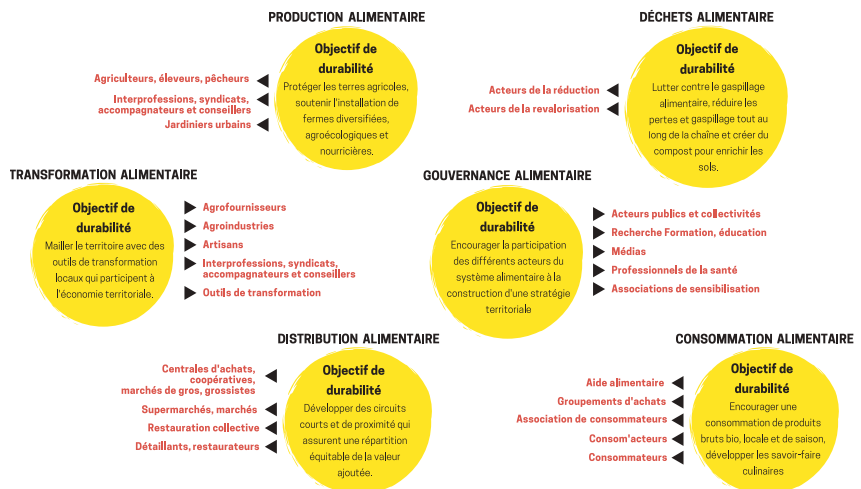 PRODUCTION ALIMENTAIRE
Objectif de
durabilité
Protéger les terres agricoles,
soutenir l'installation de
fermes diversifiées,
agroécologiques et
nourricières.
Agriculteurs, éleveurs, pêcheurs
Interprofessions, syndicats,
accompagnateurs et conseillers
Jardiniers urbains
DÉCHETS ALIMENTAIRE
Objectif de
durabilité
Lutter contre le gaspillage
alimentaire, réduire les
pertes et gaspillage tout au
long de la chaîne et créer du
compost pour enrichir les
sols.
Acteurs de la réduction
Acteurs de la revalorisation
TRANSFORMATION ALIMENTAIRE
Objectif de
durabilité
Mailler le territoire avec des
outils de transformation
locaux qui participent à
l'économie territoriale.
Agrofournisseurs
Agroindustries
Artisans
Interprofessions, syndicats,
accompagnateurs et conseillers
Outils de transformation
GOUVERNANCE ALIMENTAIRE
Objectif de
durabilité
Encourager la participation
des différents acteurs du
système alimentaire à la
construction d'une stratégie
territoriale
Acteurs publics et collectivités
Recherche Formation, éducation
Médias
Professionnels de la santé
Associations de sensibilisation
DISTRIBUTION ALIMENTAIRE
Objectif de
durabilité
Développer des circuits
courts et de proximité qui
assurent une répartition
équitable de la valeur
ajoutée.
Centrales d'achats,
coopératives,
marchés de gros, grossistes
Supermarchés, marchés
Restauration collective
Détaillants, restaurateurs
CONSOMMATION ALIMENTAIRE
Objectif de
durabilité
Encourager une
consommation de produits
bruts bio, locale et de saison,
développer les savoir-faire
culinaires
Aide alimentaire
Groupements d'achats
Association de consommateurs
Consom'acteurs
Consommateurs